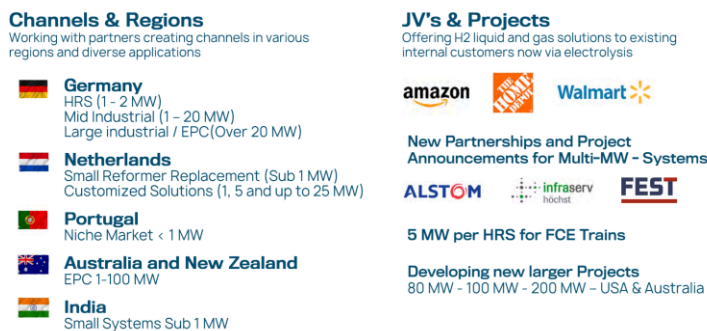 Channels & Regions
Working with partners creating channels in various
regions and diverse applications
Germany
HRS (1 - 2 MW)
Mid Industrial (1 – 20 MW)
Large industrial / EPC(Over 20 MW)
Netherlands
Small Reformer Replacement (Sub 1 MW)
Customized Solutions (1, 5 and up to 25 MW)
Portugal
Niche Market < 1 MW
Australia and New Zealand
EPC 1-100 MW
India
Small Systems Sub 1 MW
JV's & Projects
Offering H2 liquid and gas solutions to existing
internal customers now via electrolysis
amazon
THE HOME DEPOT
Walmart
New Partnerships and Project
Announcements for Multi-MW - Systems
ALSTOM
infraserv
höchst
FEST
5 MW per HRS for FCE Trains
Developing new larger Projects
80 MW - 100 MW - 200 MW – USA & Australia